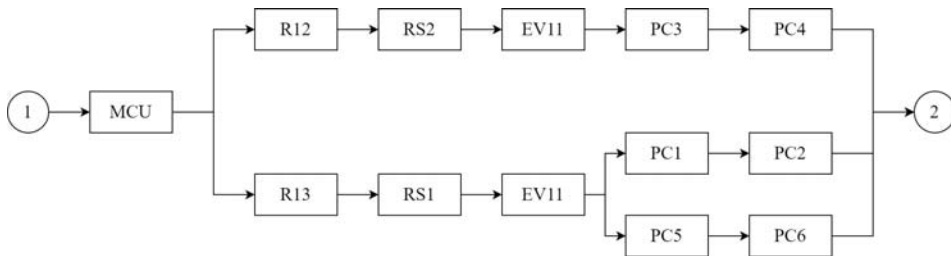 R12 RS2 EV11 PC3 PC4
1 MCU 2
PC1 PC2
R13 RS1 EV11
PC5 PC6